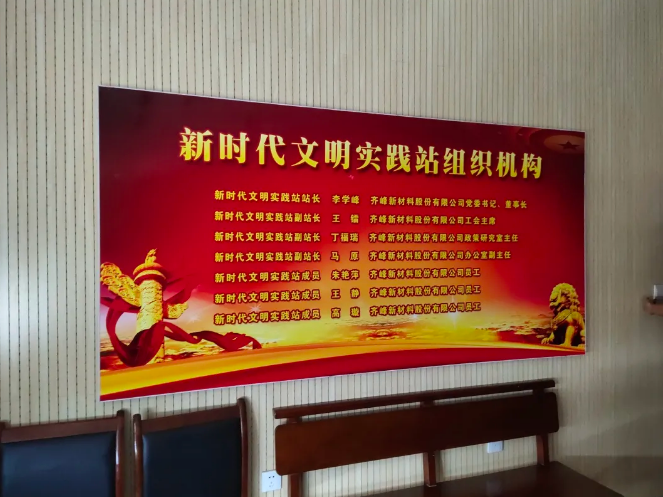 新时代文明实践站组织机构
新时代文明实践站站长 李学峰 齐峰新材料股份有限公司党委书记、董事长
新时代文明实践站副站长 王镭 齐峰新材料股份有限公司工会主席
新时代文明实践站副站长 丁福瑞 齐峰新材料股份有限公司政策研究室主任
新时代文明实践站副站长 马原 齐峰新材料股份有限公司办公室副主任
新时代文明实践站成员 朱艳萍 齐峰新材料股份有限公司员工
新时代文明实践站成员 王静 齐峰新材料股份有限公司员工
新时代文明实践站成员 高璇 齐峰新材料股份有限公司员工